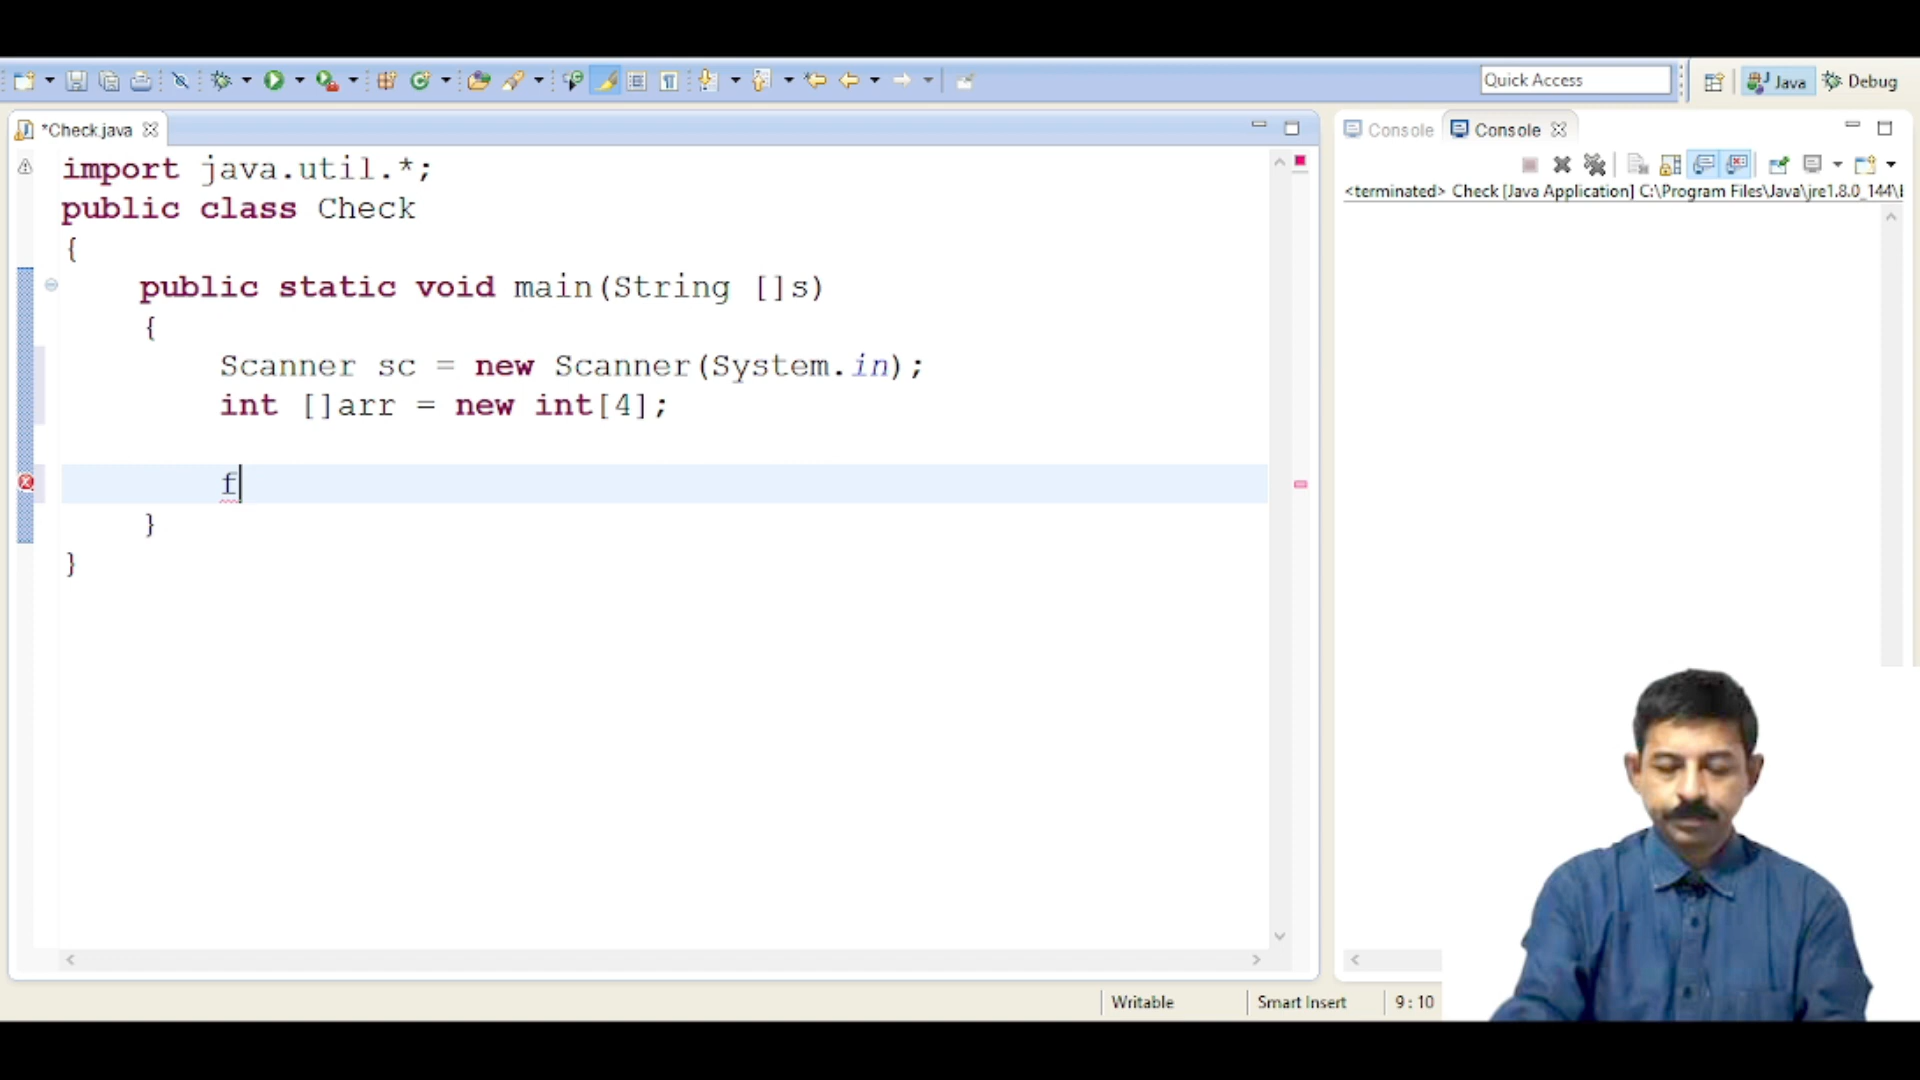 Quick Access
Java
Debug
*Check.java
Console
Console
<terminated> Check [Java Application] C:\Program Files\Java\jre1.8.0_144\
import java.util.*;
public class Check
{
public static void main(String []s)
{
Scanner sc = new Scanner(System.in);
int []arr = new int[4];
f
}
}
Writable
Smart Insert
9 : 10